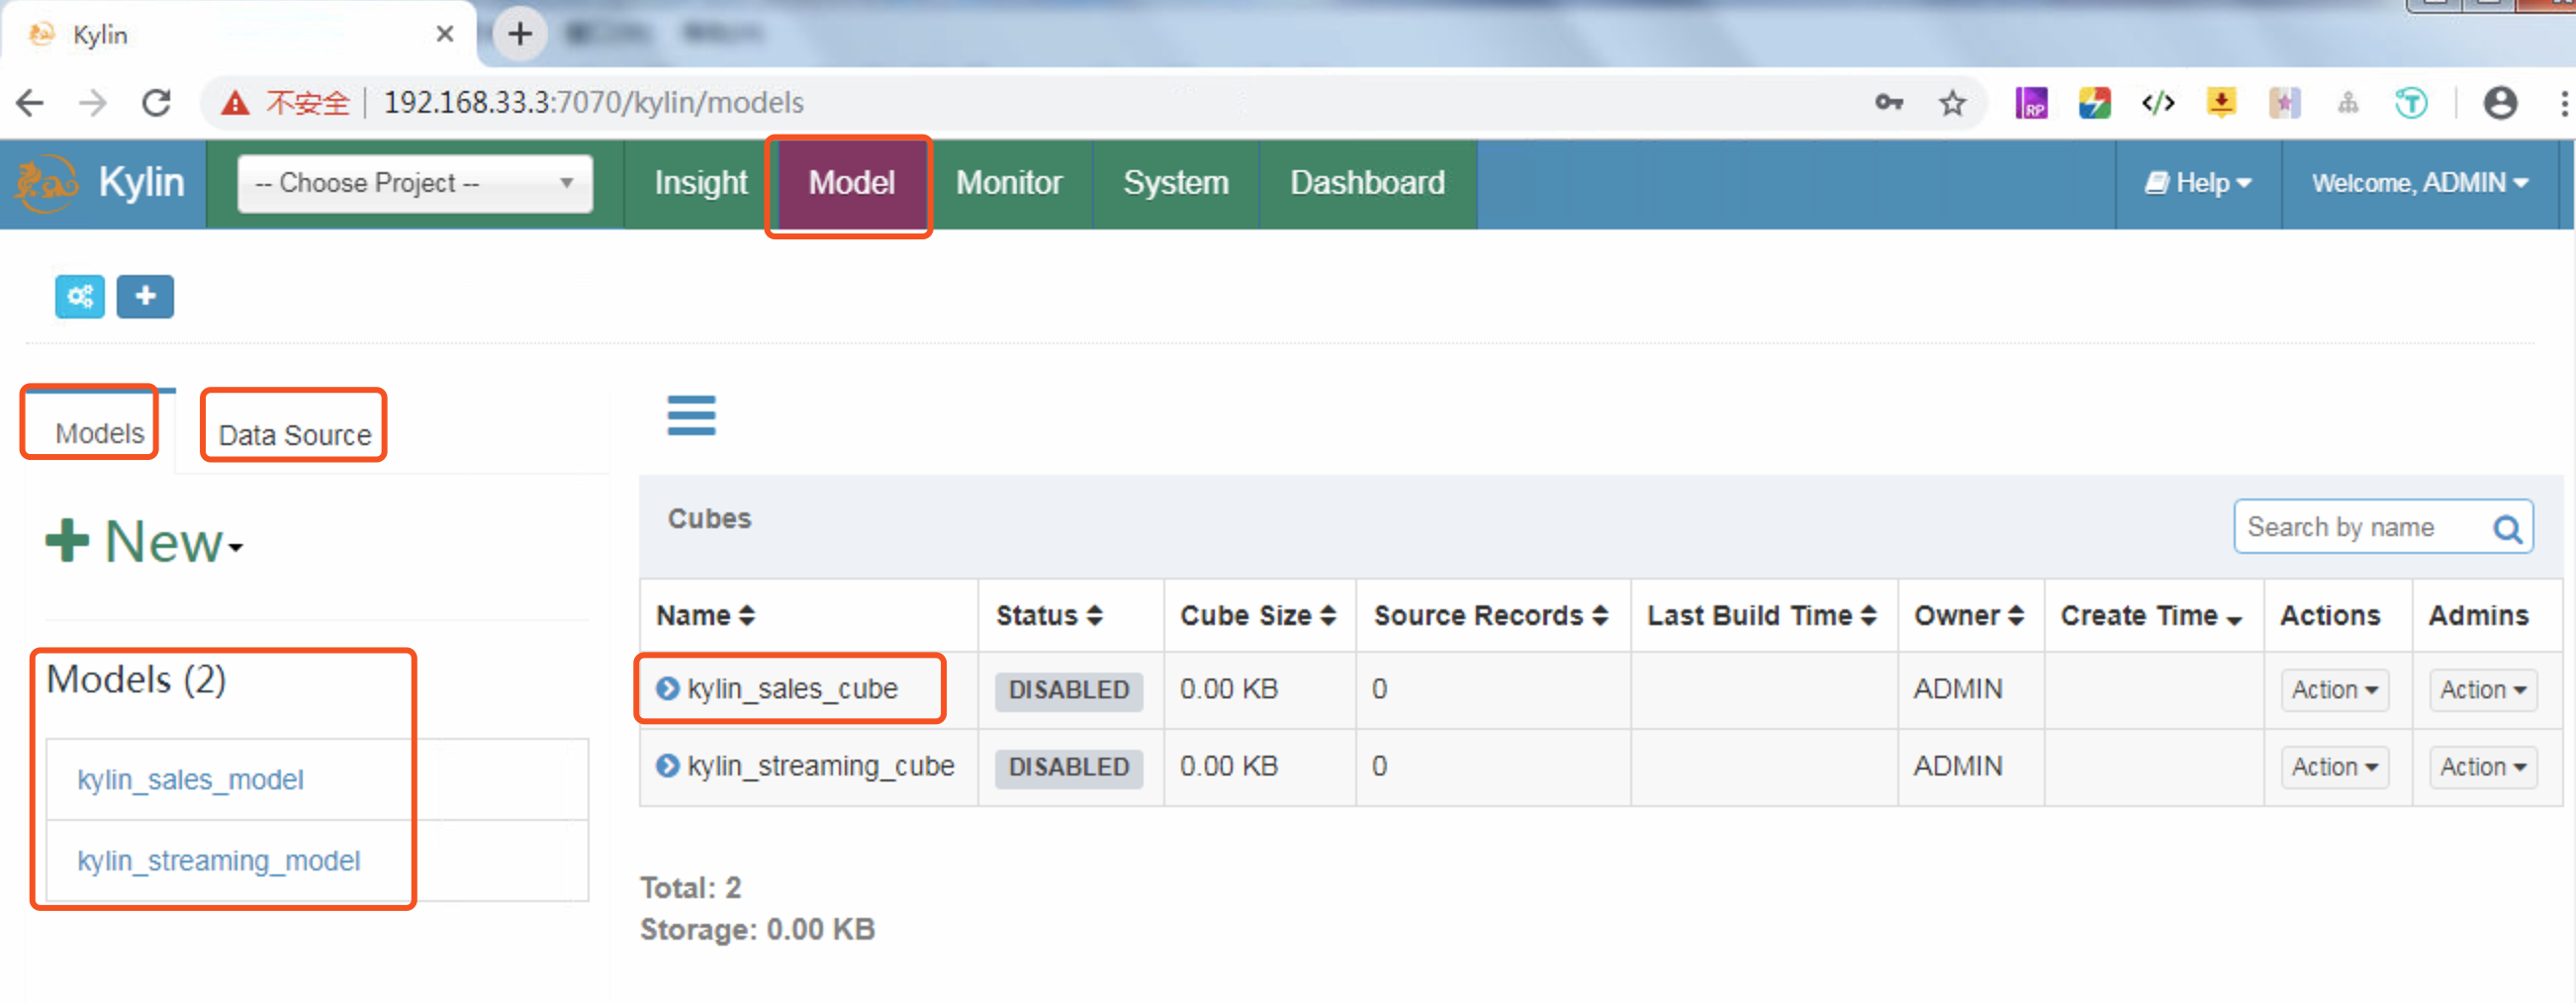 Kylin
不安全 | 192.168.33.3:7070/kylin/models
RP </> T
Kylin -- Choose Project -- Insight Model Monitor System Dashboard Help Welcome, ADMIN
Models Data Source
New
Cubes Search by name
Name Status Cube Size Source Records Last Build Time Owner Create Time Actions Admins
Models (2)
kylin_sales_cube DISABLED 0.00 KB 0 ADMIN Action Action
kylin_streaming_cube DISABLED 0.00 KB 0 ADMIN Action Action
kylin_sales_model
kylin_streaming_model
Total: 2
Storage: 0.00 KB